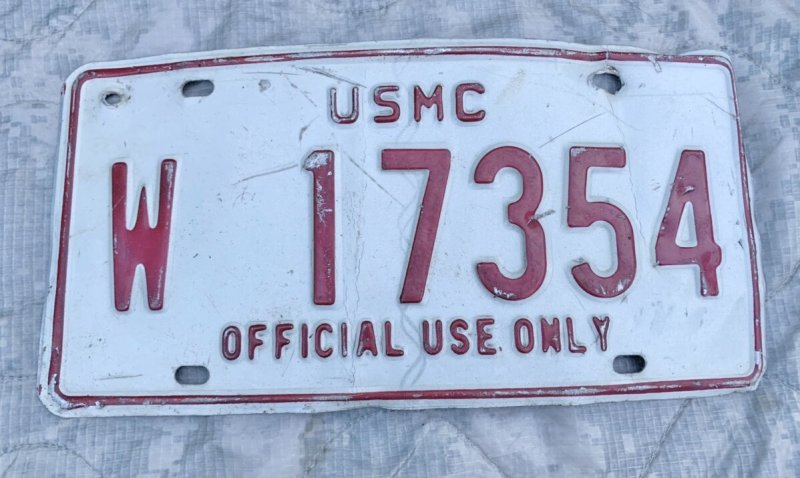 USMC
W 17354
OFFICIAL USE ONLY